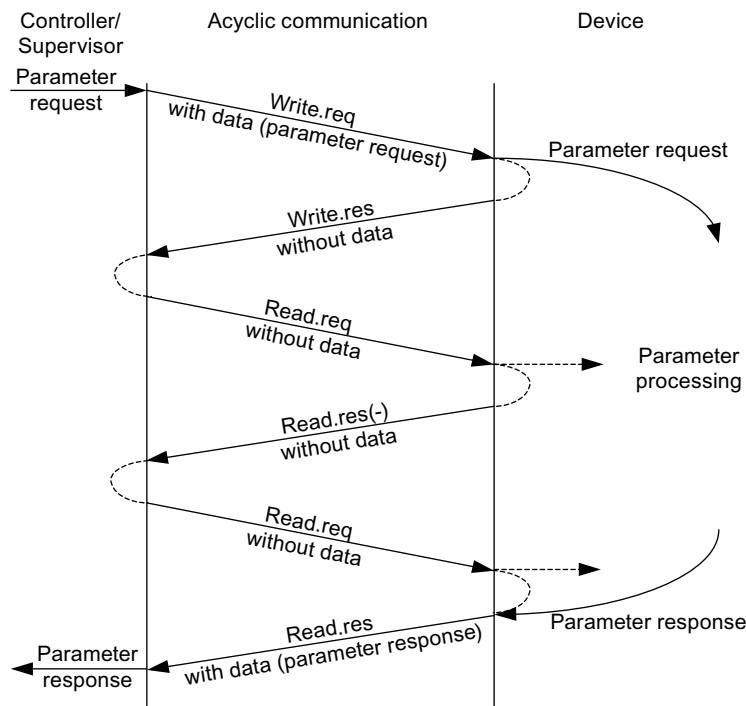 Controller/
Supervisor
Acyclic communication
Device
Parameter
request
Write.req
with data (parameter request)
Parameter request
Write.res
without data
Read.req
without data
Parameter
processing
Read.res(-)
without data
Read.req
without data
Parameter response
Read.res
with data (parameter response)
Parameter
response